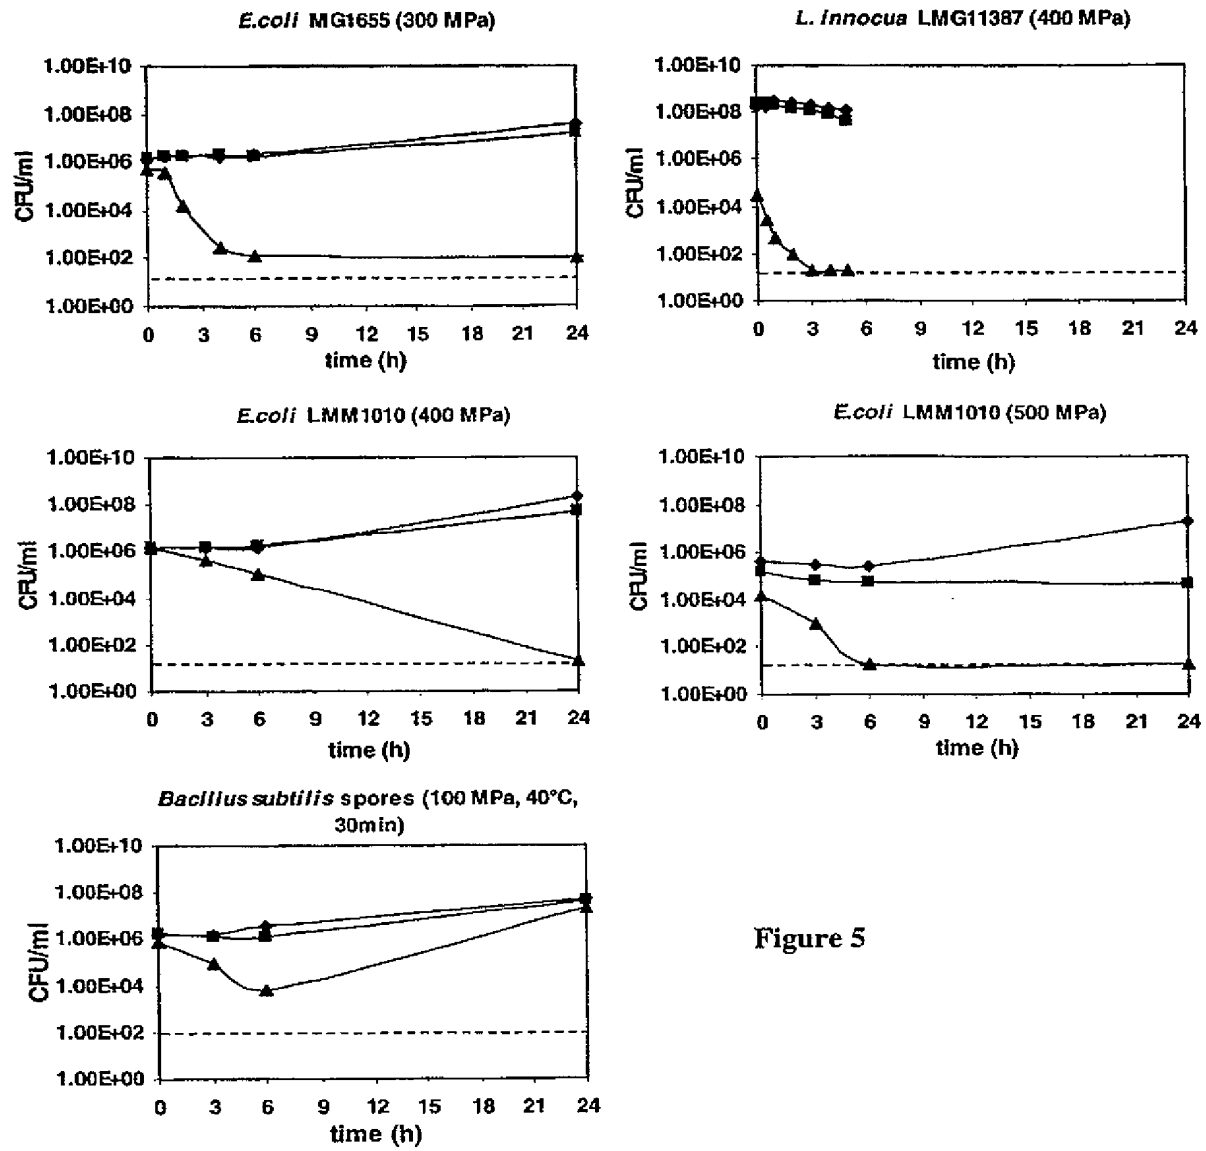 E.coli MG1655 (300 MPa)
1.00E+10
1.00E+08
1.00E+06
1.00E+04
1.00E+02
1.00E+00
CFU/ml
0 3 6 9 12 15 18 21 24
time (h)
L. innocua LMG11387 (400 MPa)
1.00E+10
1.00E+08
1.00E+06
1.00E+04
1.00E+02
1.00E+00
CFU/ml
0 3 6 9 12 15 18 21 24
time (h)
E.coli LMM1010 (400 MPa)
1.00E+10
1.00E+08
1.00E+06
1.00E+04
1.00E+02
1.00E+00
CFU/ml
0 3 6 9 12 15 18 21 24
time (h)
E.coli LMM1010 (500 MPa)
1.00E+10
1.00E+08
1.00E+06
1.00E+04
1.00E+02
1.00E+00
CFU/ml
0 3 6 9 12 15 18 21 24
time (h)
Bacillus subtilis spores (100 MPa, 40°C,
30min)
1.00E+10
1.00E+08
1.00E+06
1.00E+04
1.00E+02
1.00E+00
CFU/ml
0 3 6 9 12 15 18 21 24
time (h)
Figure 5